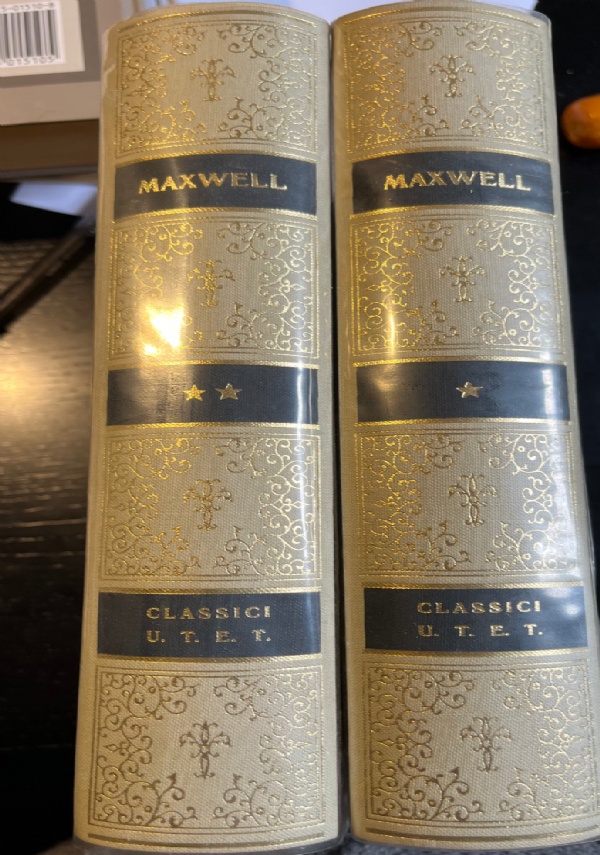 MAXWELL
★ ★
CLASSICI
U. T. E. T.
MAXWELL
★
CLASSICI
U. T. E. T.